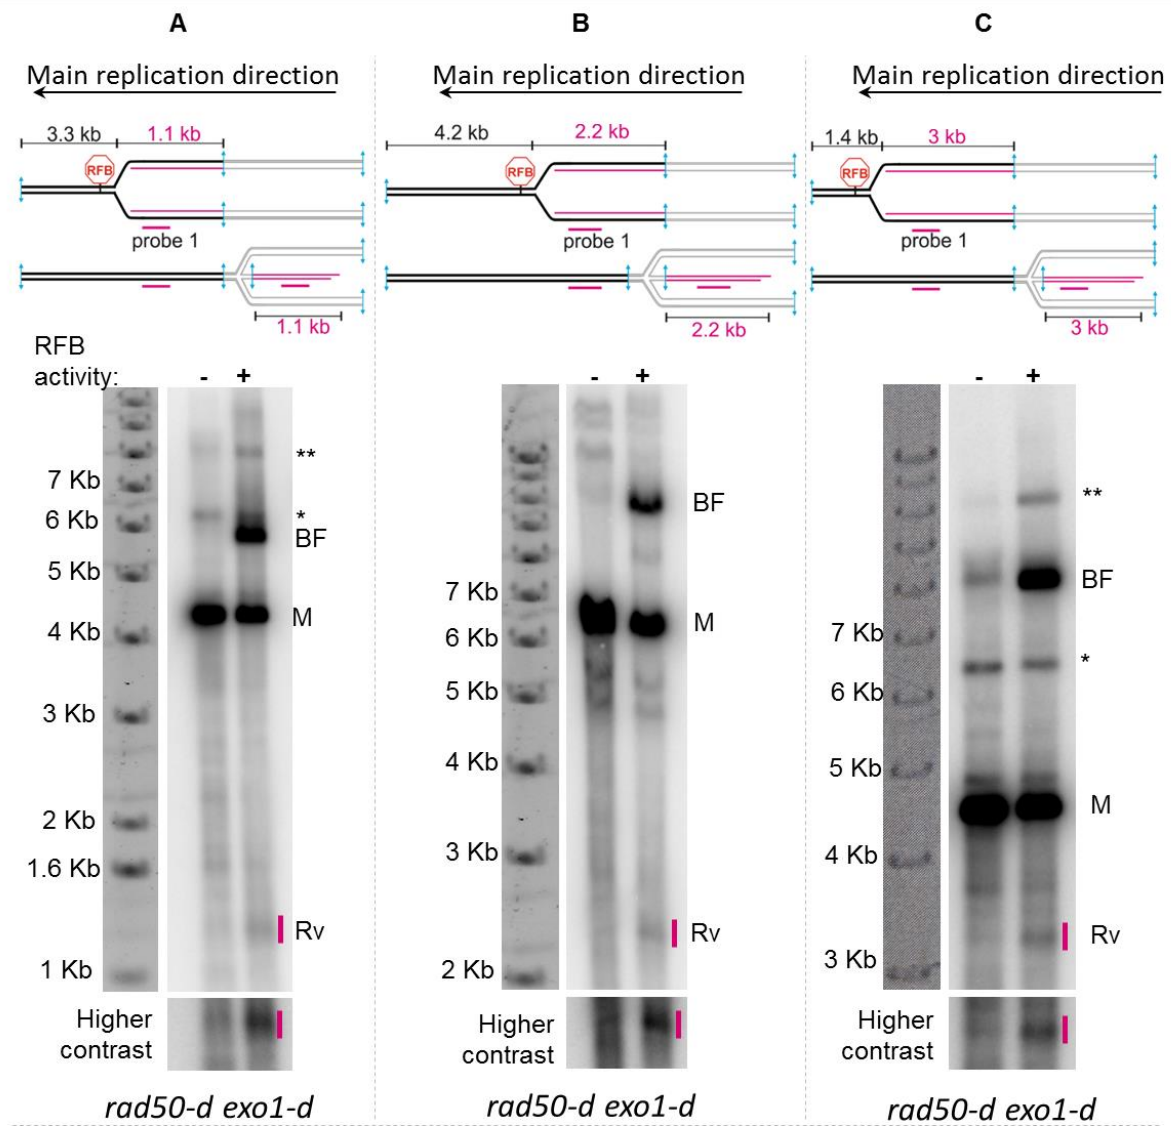 A
B
C
Main replication direction
Main replication direction
Main replication direction
3.3 kb
1.1 kb
4.2 kb
2.2 kb
1.4 kb
3 kb
RFB
RFB
RFB
probe 1
probe 1
probe 1
1.1 kb
2.2 kb
3 kb
RFB
activity:
- +
- +
- +
**
7 Kb
*
6 Kb
BF
5 Kb
M
4 Kb
3 Kb
2 Kb
1.6 Kb
Rv
1 Kb
Higher
contrast
BF
7 Kb
M
6 Kb
5 Kb
4 Kb
3 Kb
Rv
2 Kb
Higher
contrast
**
BF
7 Kb
*
6 Kb
5 Kb
M
4 Kb
Rv
3 Kb
Higher
contrast
rad50-d exo1-d
rad50-d exo1-d
rad50-d exo1-d